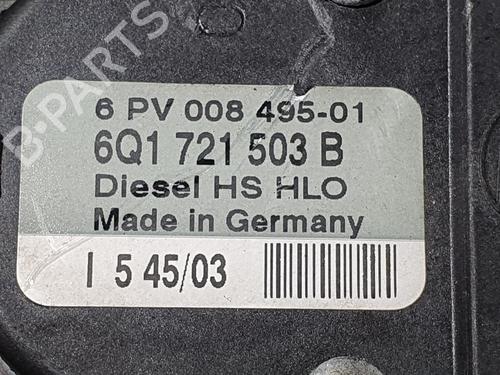 B-PARTS
6 PV 008 495-01
6Q1 721 503 B
Diesel HS HLO
Made in Germany
I 5 45/03